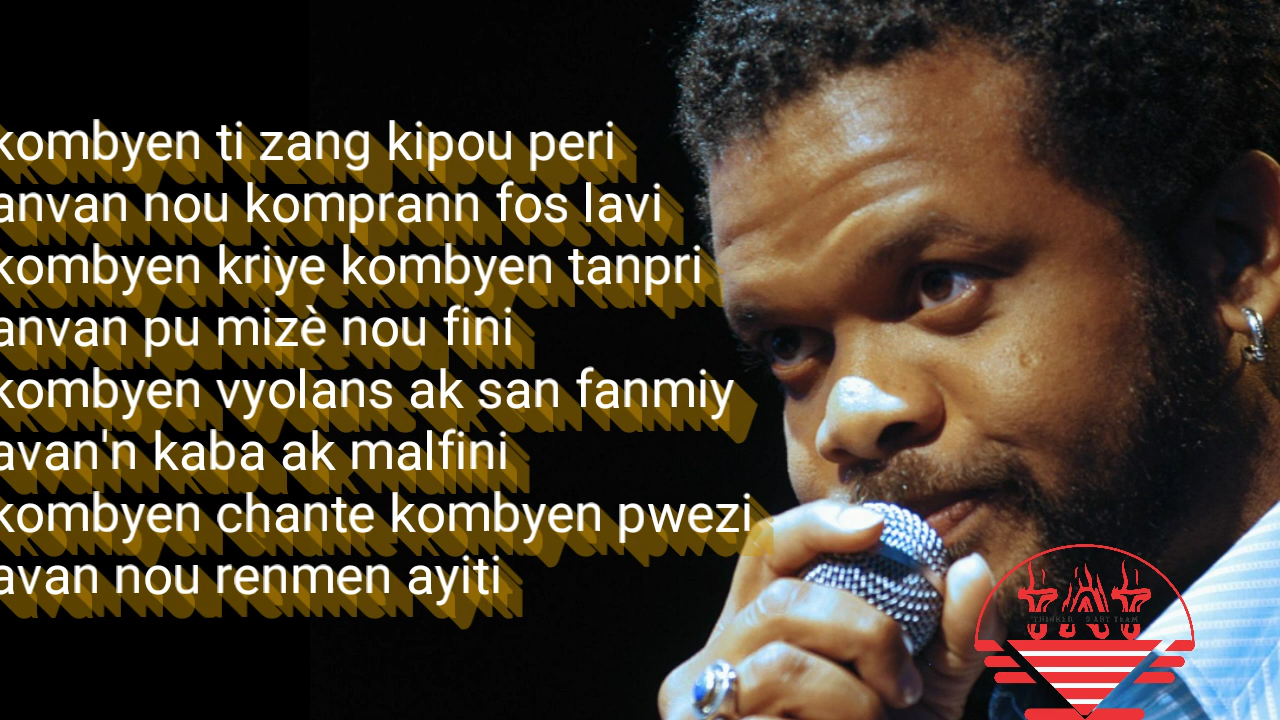 kombyen ti zang kipou peri
anvan nou komprann fos lavi
kombyen kriye kombyen tanpri
anvan pu mizè nou fini
kombyen vyolans ak san fanmiy
avan'n kaba ak malfini
kombyen chante kombyen pwezi
avan nou renmen ayiti
TAT